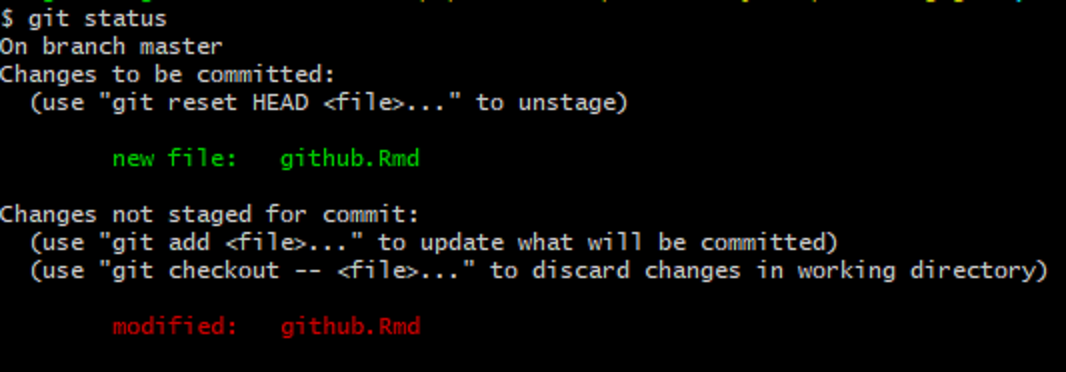 $ git status
On branch master
Changes to be committed:
(use "git reset HEAD <file>..." to unstage)
new file: github.Rmd
Changes not staged for commit:
(use "git add <file>..." to update what will be committed)
(use "git checkout -- <file>..." to discard changes in working directory)
modified: github.Rmd